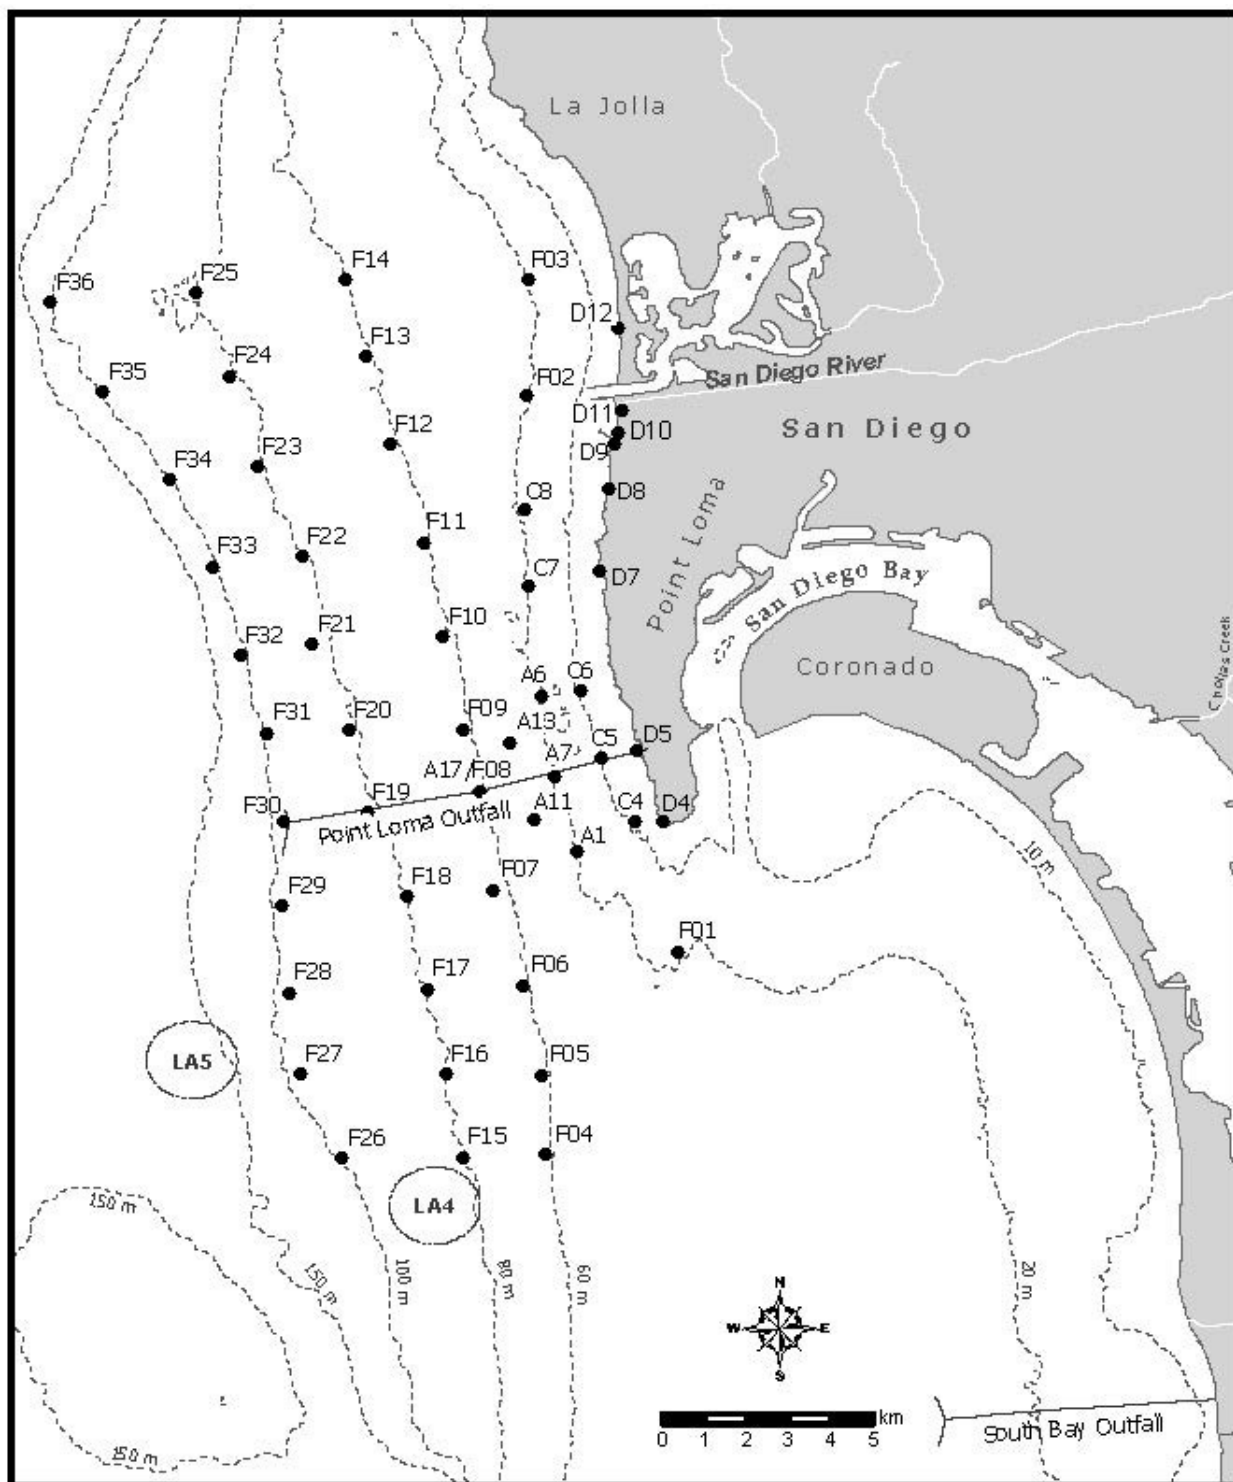 La Jolla
F14
F03
F25
F36
D12
F13
F24
F35
F02
San Diego River
D11
F12
D10
San Diego
D9
F23
F34
D8
C8
Point Loma
F11
F22
F33
C7
D7
San Diego Bay
F10
F21
F32
Coronado
Chollas Creek
A6
C6
F31
F20
F09
A13
D5
C5
A7
A17
F08
F30
F19
A11
C4
D4
Point Loma Outfall
A1
10 m
F07
F18
F29
F01
F06
F17
F28
LA5
F27
F16
F05
F26
F15
F04
LA4
150 m
150 m
100 m
80 m
60 m
20 m
N
W
E
S
km
0 1 2 3 4 5
South Bay Outfall
150 m